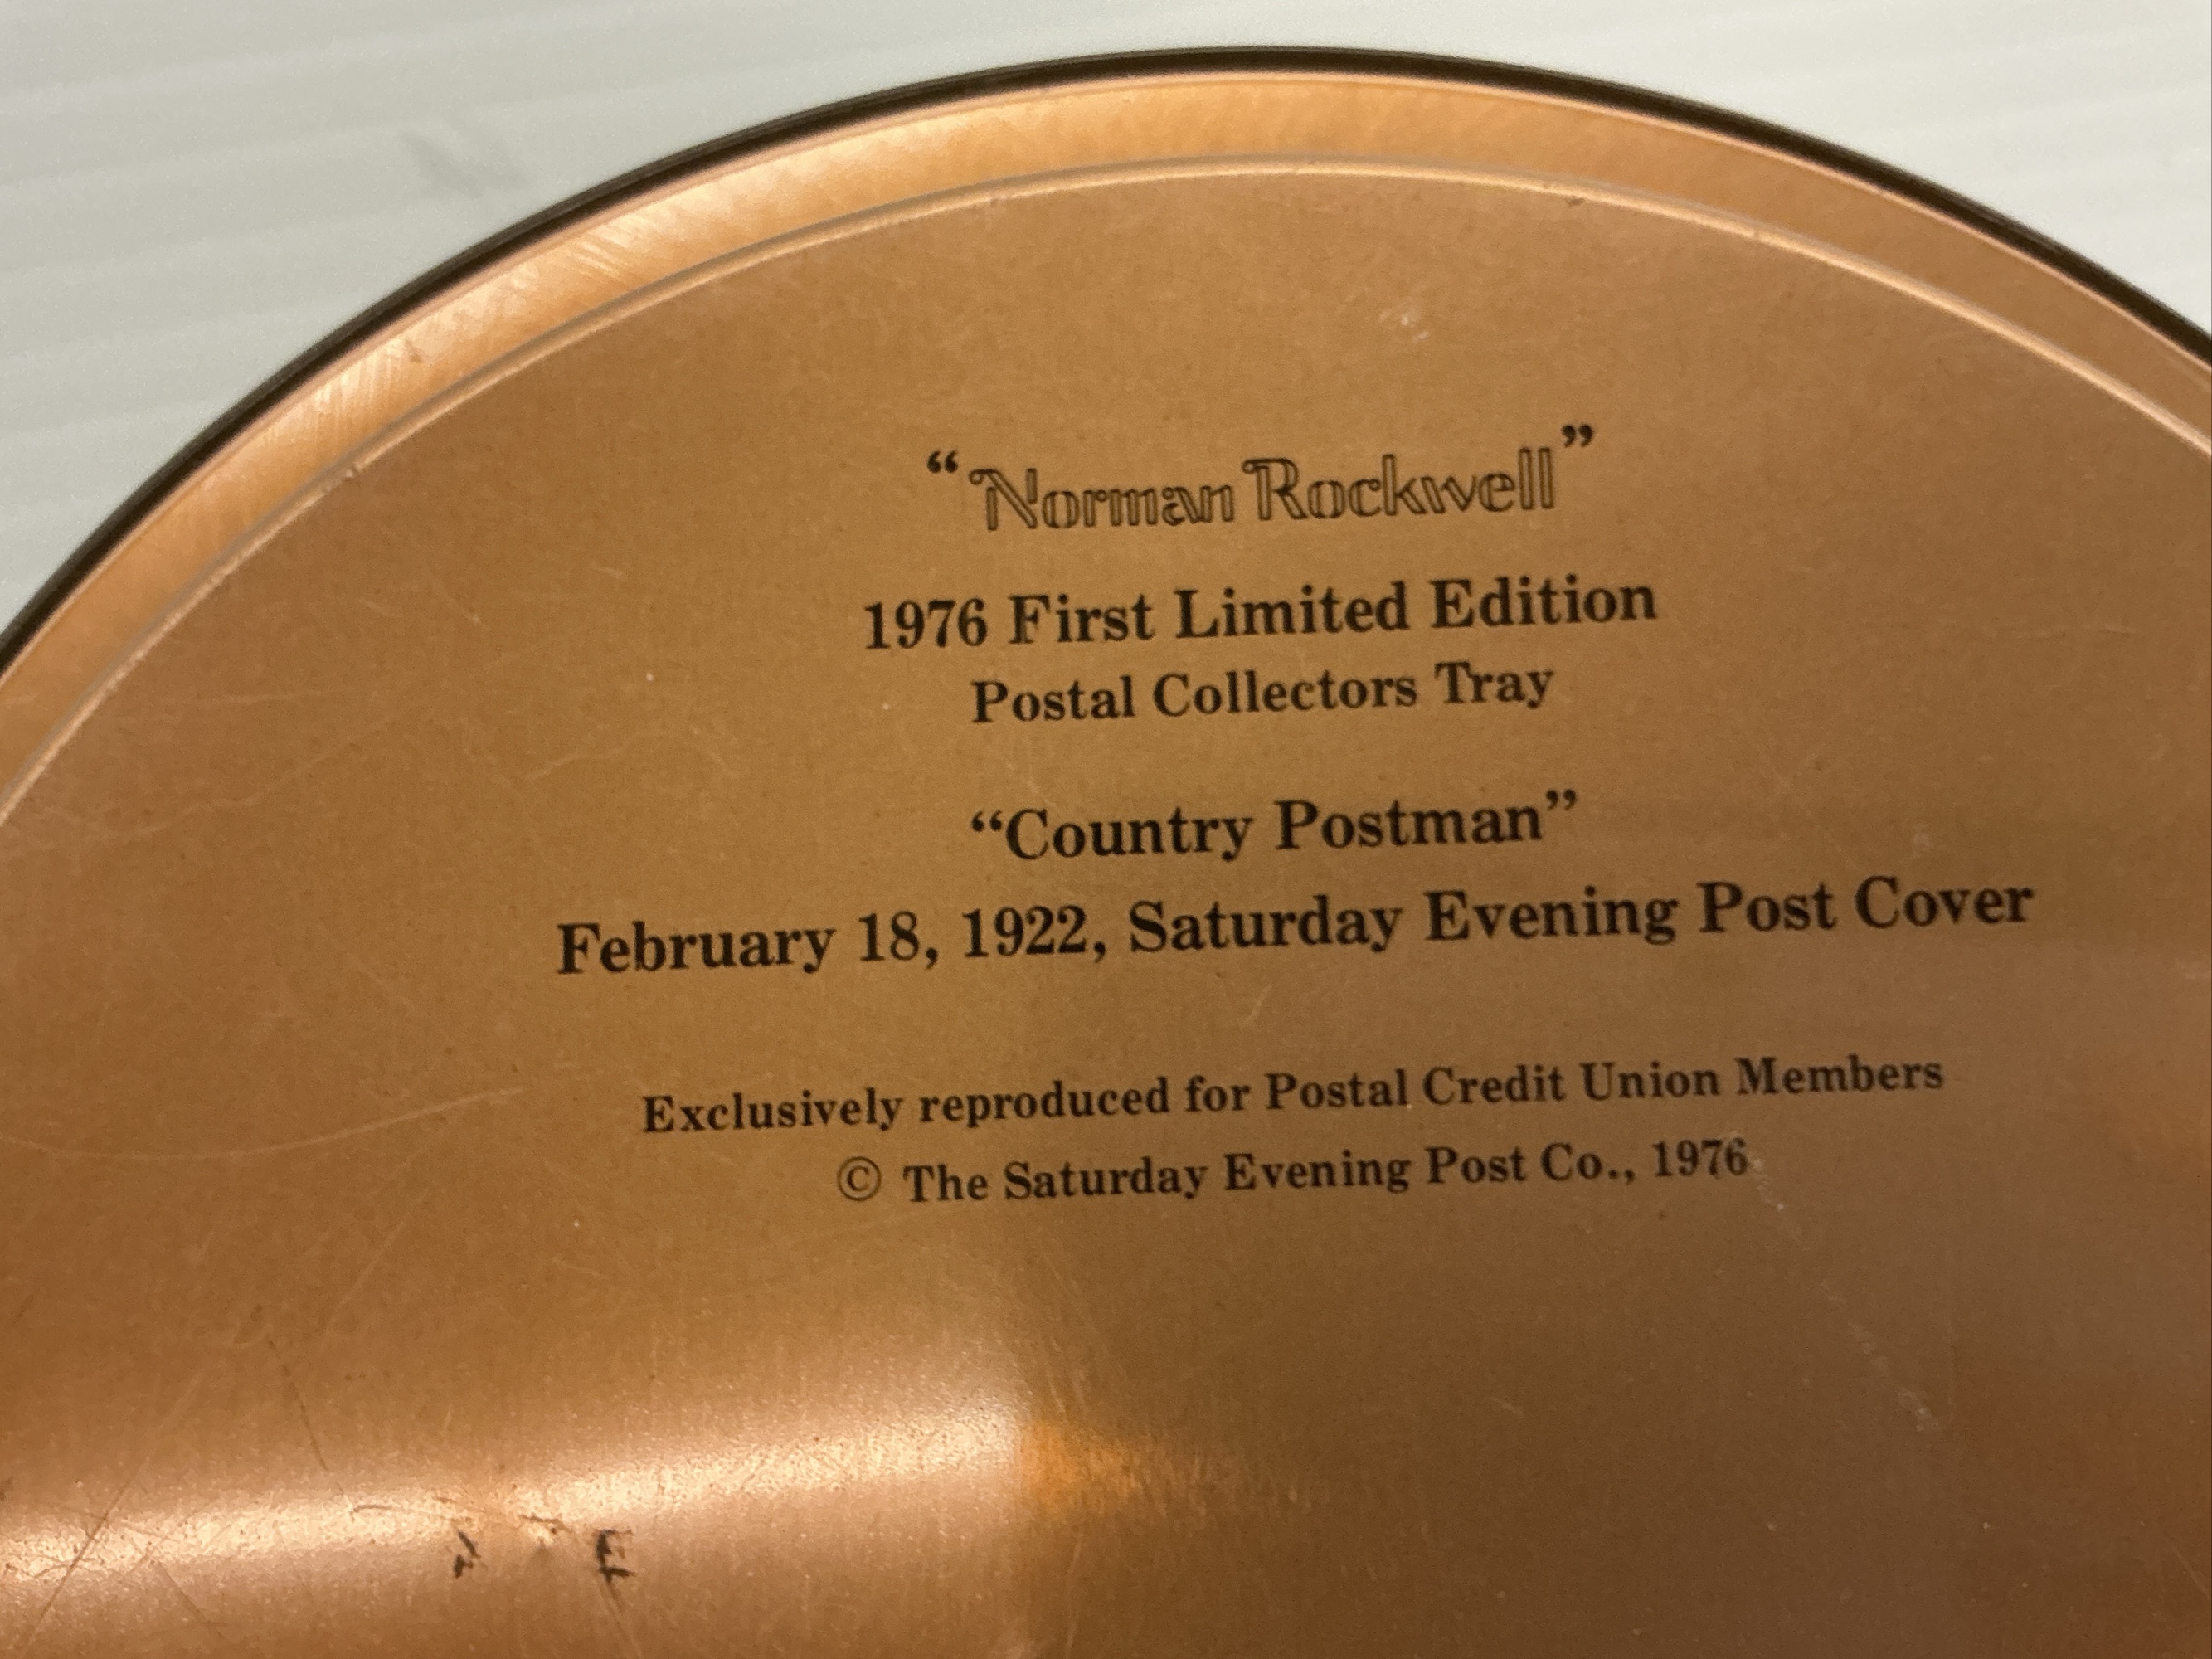 “Norman Rockwell”
1976 First Limited Edition
Postal Collectors Tray
“Country Postman”
February 18, 1922, Saturday Evening Post Cover
Exclusively reproduced for Postal Credit Union Members
© The Saturday Evening Post Co., 1976